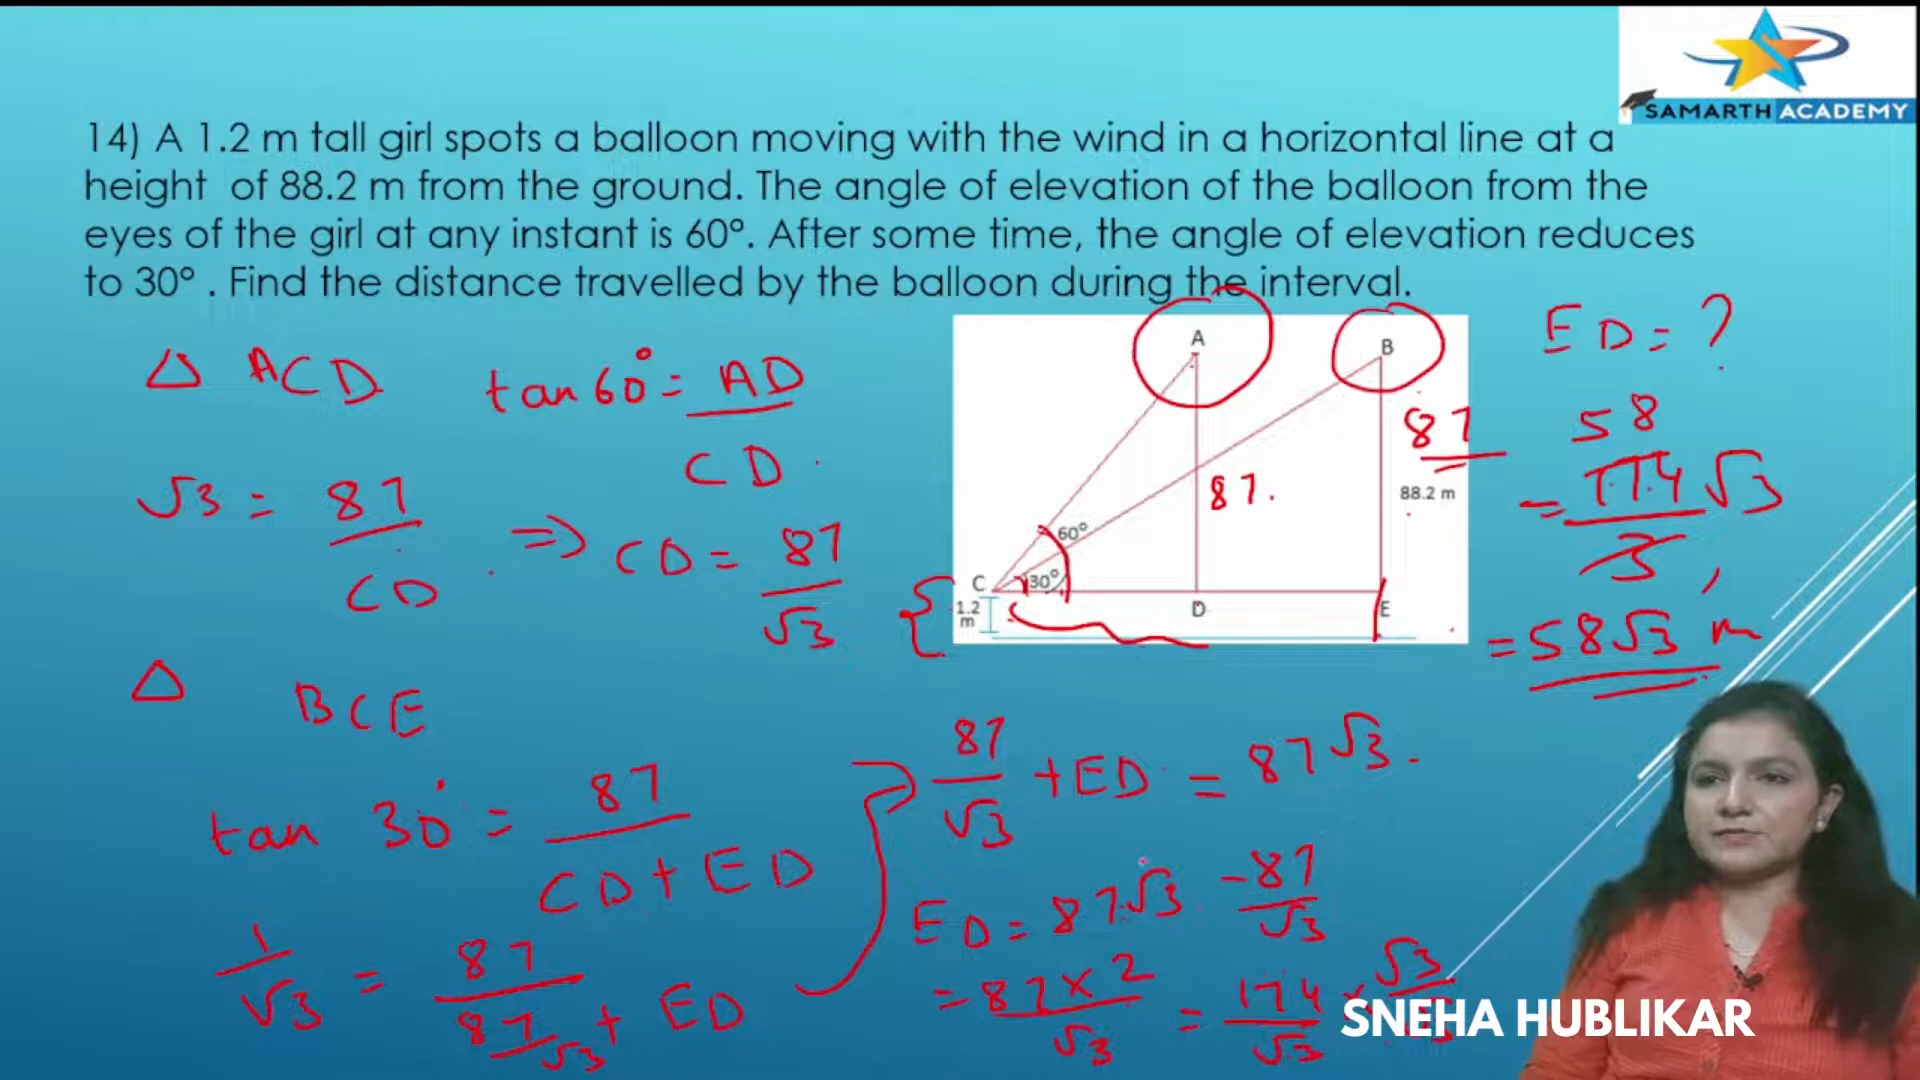 SAMARTH ACADEMY
14) A 1.2 m tall girl spots a balloon moving with the wind in a horizontal line at a
height of 88.2 m from the ground. The angle of elevation of the balloon from the
eyes of the girl at any instant is 60°. After some time, the angle of elevation reduces
to 30° . Find the distance travelled by the balloon during the interval.
△ ACD tan 60° = AD / CD
√3 = 87 / CD ⇒ CD = 87 / √3
△ BCE
tan 30° = 87 / CD + ED
1 / √3 = 87 / 87/√3 + ED
87 / √3 + ED = 87√3
ED = 87√3 - 87 / √3
= 87 × 2 / √3 = 174 / √3 × √3
A
B
87
87.
88.2 m
60°
30°
C
D
E
1.2
m
ED = ?
58
= 174√3 / 3
= 58√3 m
SNEHA HUBLIKAR